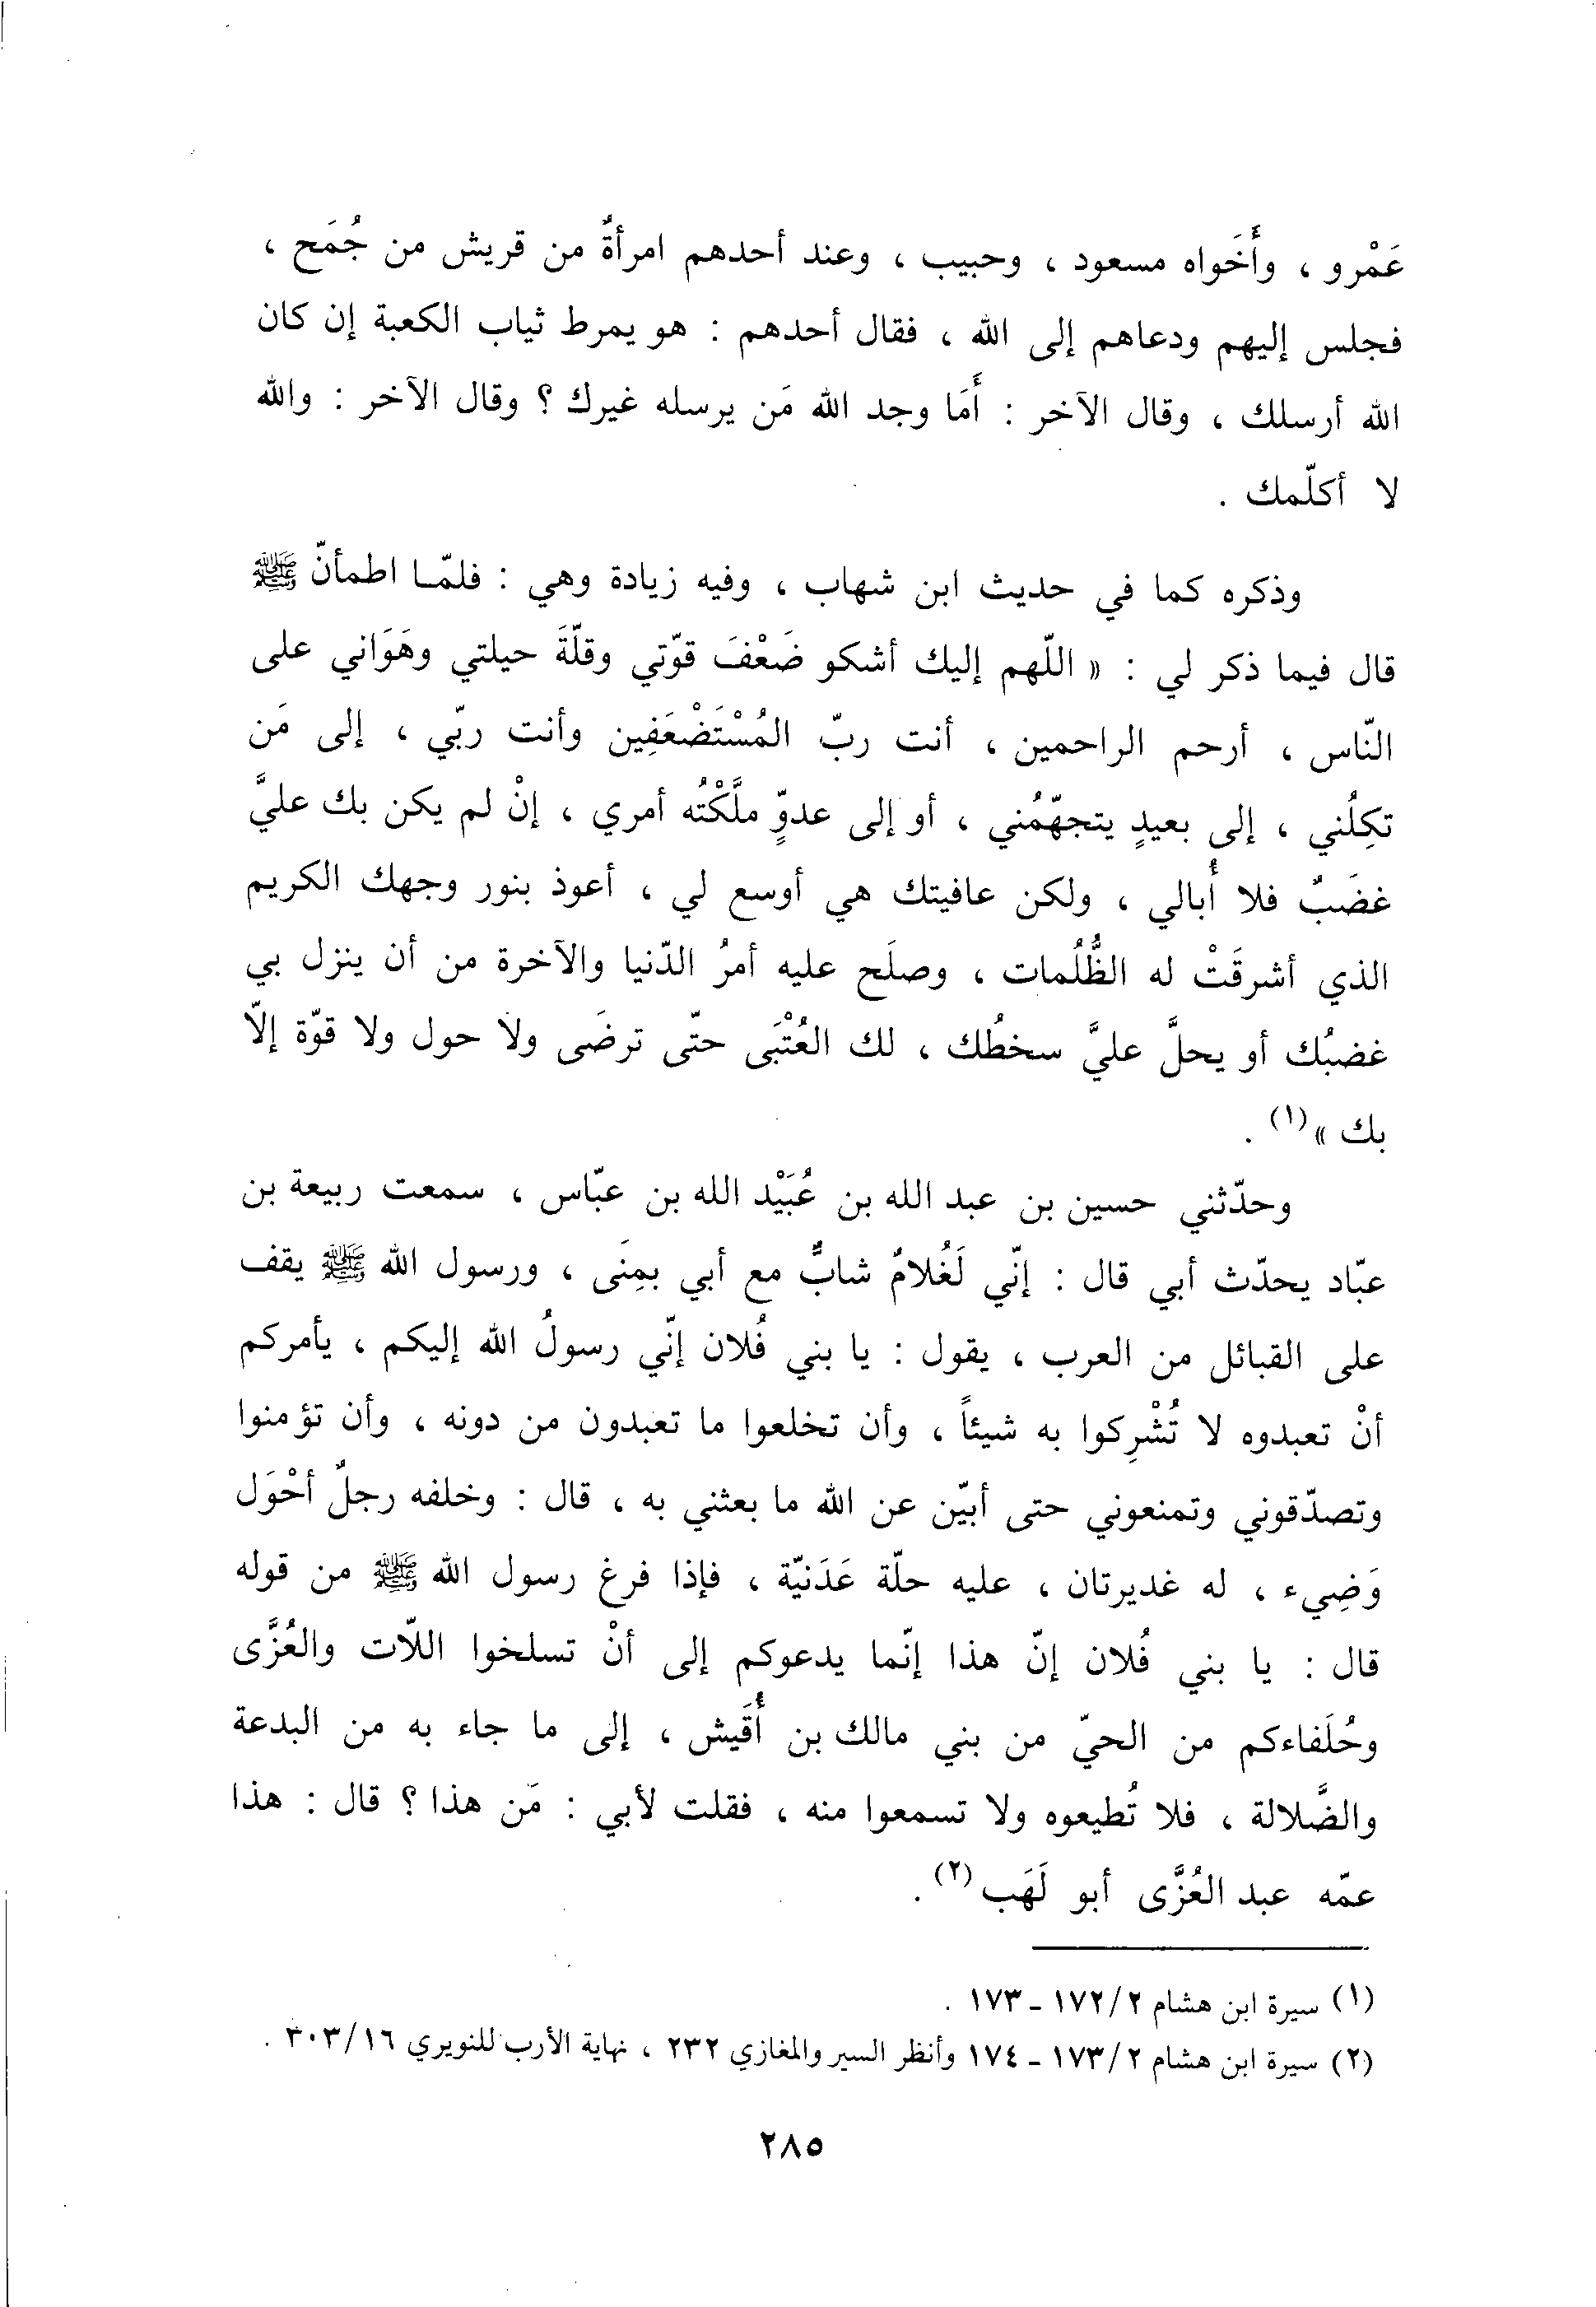 عَمْرو ، وأَخَواه مسعود ، وحبيب ، وعند أحدهم امرأةٌ من قريش من جُمَح ،
فجلس إليهم ودعاهم إلى الله ، فقال أحدهم : هو يمرط ثياب الكعبة إن كان
الله أرسلك ، وقال الآخر : أَمَا وجد الله مَن يرسله غيرك ؟ وقال الآخر : والله
لا أكلّمك .
وذكره كما في حديث ابن شهاب ، وفيه زيادة وهي : فلمّا اطمأنّ ﷺ
قال فيما ذكر لي : « اللّهم إليك أشكو ضَعْفَ قوّتي وقلّةَ حيلتي وهَوَاني على
النّاس ، أرحم الراحمين ، أنت ربّ المُسْتَضْعَفِين وأنت ربّي ، إلى مَن
تكِلُني ، إلى بعيدٍ يتجهّمُني ، أو إلى عدوٍّ ملَّكْتُه أمري ، إنْ لم يكن بك عليَّ
غضَبٌ فلا أُبالي ، ولكن عافيتك هي أوسع لي ، أعوذ بنور وجهك الكريم
الذي أشرقَتْ له الظُّلُمات ، وصلَح عليه أمرُ الدّنيا والآخرة من أن ينزل بي
غضبُك أو يحلَّ عليَّ سخطُك ، لك العُتْبَى حتّى ترضَى ولا حول ولا قوّة إلاّ
بك »(١) .
وحدّثني حسين بن عبد الله بن عُبَيْد الله بن عبّاس ، سمعت ربيعة بن
عبّاد يحدّث أبي قال : إنّي لَغُلامٌ شابٌّ مع أبي بمِنَى ، ورسول الله ﷺ يقف
على القبائل من العرب ، يقول : يا بني فُلان إنّي رسولُ الله إليكم ، يأمركم
أنْ تعبدوه لا تُشْرِكوا به شيئاً ، وأن تخلعوا ما تعبدون من دونه ، وأن تؤمنوا
وتصدّقوني وتمنعوني حتى أبيّن عن الله ما بعثني به ، قال : وخلفه رجلٌ أحْوَل
وَضِيء ، له غديرتان ، عليه حلّة عَدَنيّة ، فإذا فرغ رسول الله ﷺ من قوله
قال : يا بني فُلان إنّ هذا إنّما يدعوكم إلى أنْ تسلخوا اللّات والعُزَّى
وحُلَفاءكم من الحيّ من بني مالك بن أُقَيش ، إلى ما جاء به من البدعة
والضَّلالة ، فلا تُطيعوه ولا تسمعوا منه ، فقلت لأبي : مَن هذا ؟ قال : هذا
عمّه عبد العُزَّى أبو لَهَب(٢) .
(١) سيرة ابن هشام ١٧٢/٢ ـ ١٧٣ .
(٢) سيرة ابن هشام ١٧٣/٢ ـ ١٧٤ وأنظر السير والمغازي ٢٣٢ ، نهاية الأرب للنويري ٣٠٣/١٦ .
٢٨٥